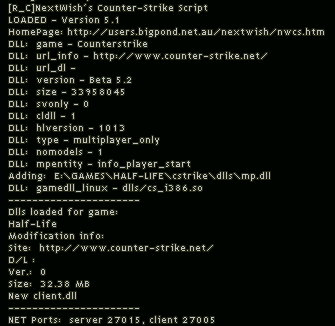 [R_C]NextWish's Counter-Strike Script
LOADED - Version 5.1
HomePage: http://users.bigpond.net.au/nextwish/nwcs.htm
DLL: game - Counterstrike
DLL: url_info - http://www.counter-strike.net/
DLL: url_dl -
DLL: version - Beta 5.2
DLL: size - 33958045
DLL: svonly - 0
DLL: cldll - 1
DLL: hlversion - 1013
DLL: type - multiplayer_only
DLL: nomodels - 1
DLL: mpentity - info_player_start
Adding: E:\GAMES\HALF-LIFE\cstrike\dlls\mp.dll
DLL: gamedll_linux - dlls/cs_i386.so
----------------------
Dlls loaded for game:
Half-Life
Modification info:
Site: http://www.counter-strike.net/
D/L :
Ver.: 0
Size: 32.38 MB
New client.dll
----------------------
NET Ports: server 27015, client 27005